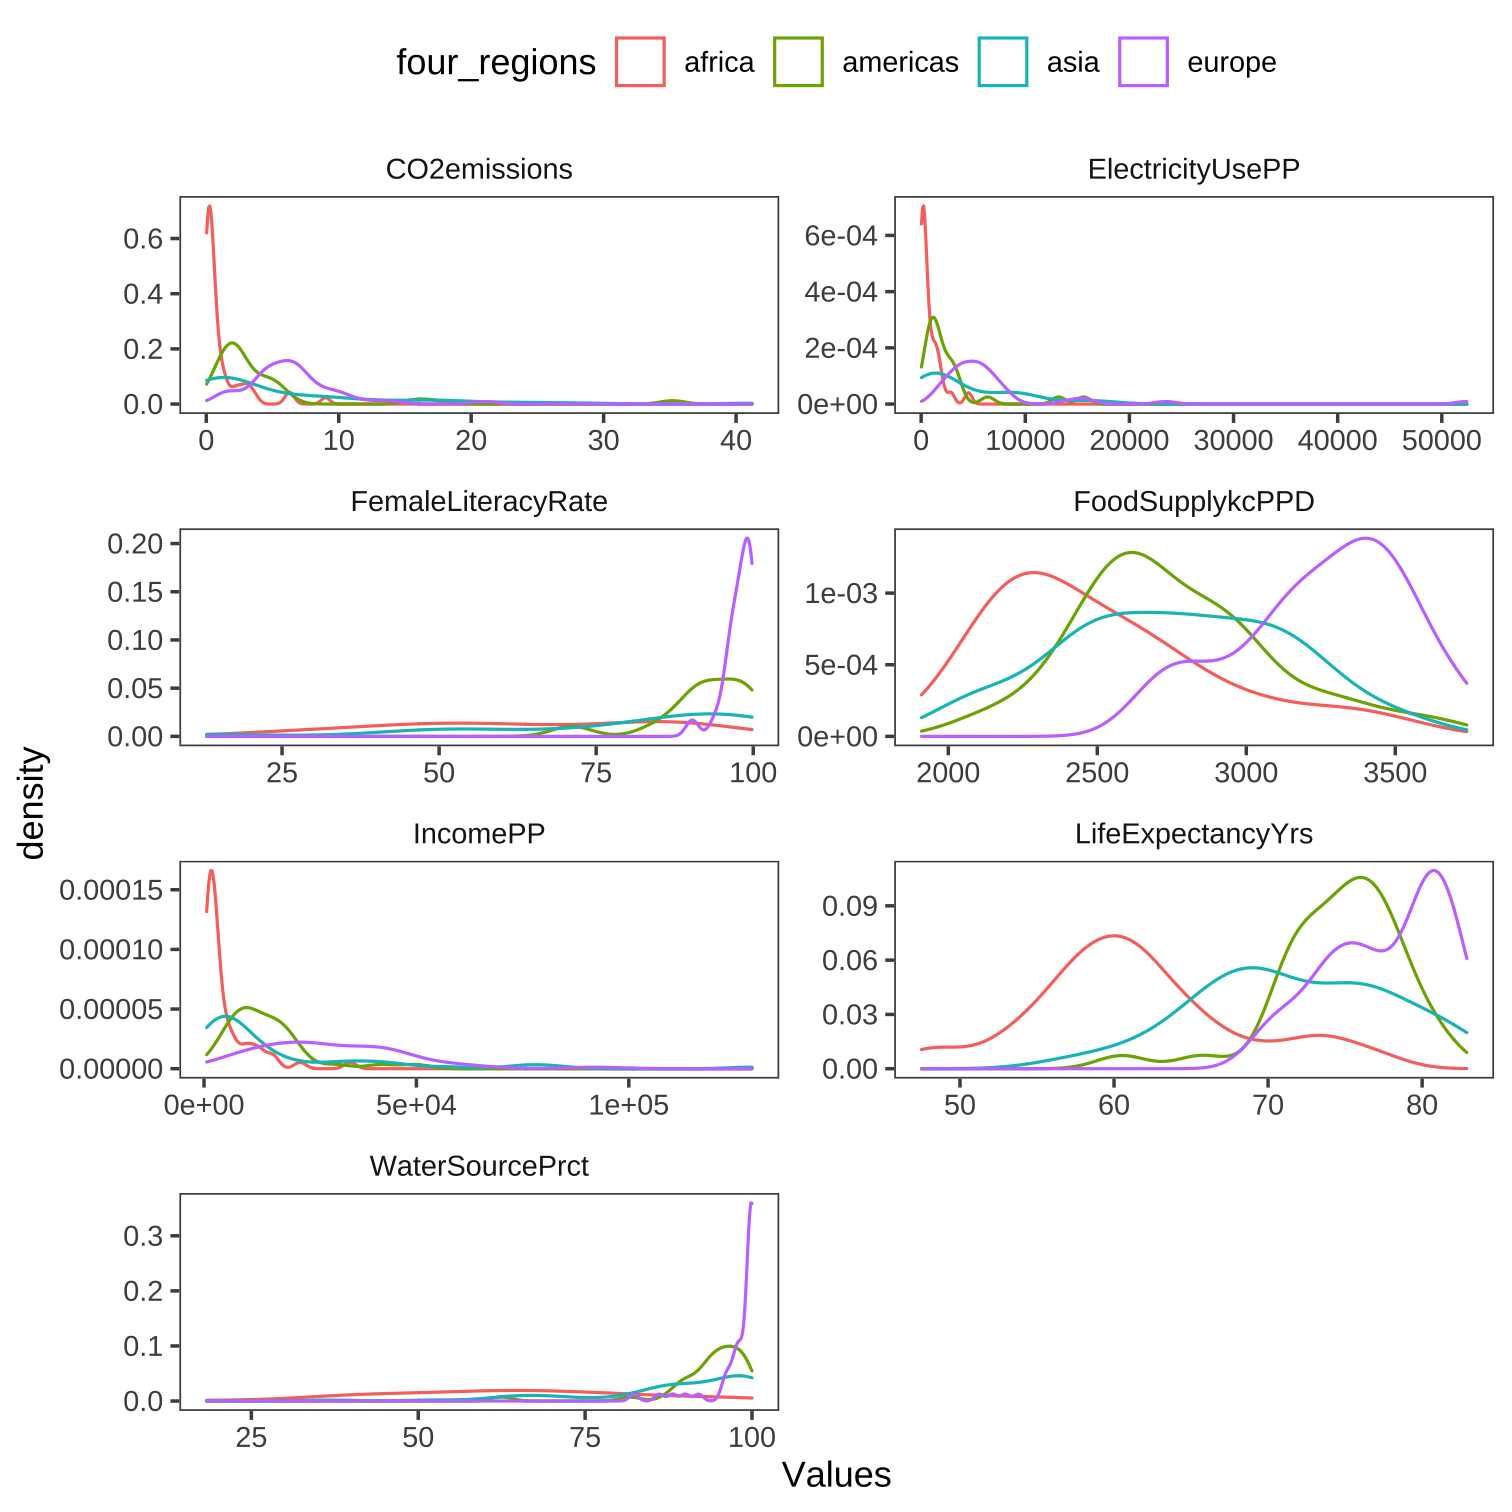 four_regions africa americas asia europe
CO2emissions
0.6
0.4
0.2
0.0
0 10 20 30 40
ElectricityUsePP
6e-04
4e-04
2e-04
0e+00
0 10000 20000 30000 40000 50000
FemaleLiteracyRate
0.20
0.15
0.10
0.05
0.00
25 50 75 100
FoodSupplykcPPD
1e-03
5e-04
0e+00
2000 2500 3000 3500
density
IncomePP
0.00015
0.00010
0.00005
0.00000
0e+00 5e+04 1e+05
LifeExpectancyYrs
0.09
0.06
0.03
0.00
50 60 70 80
WaterSourcePrct
0.3
0.2
0.1
0.0
25 50 75 100
Values